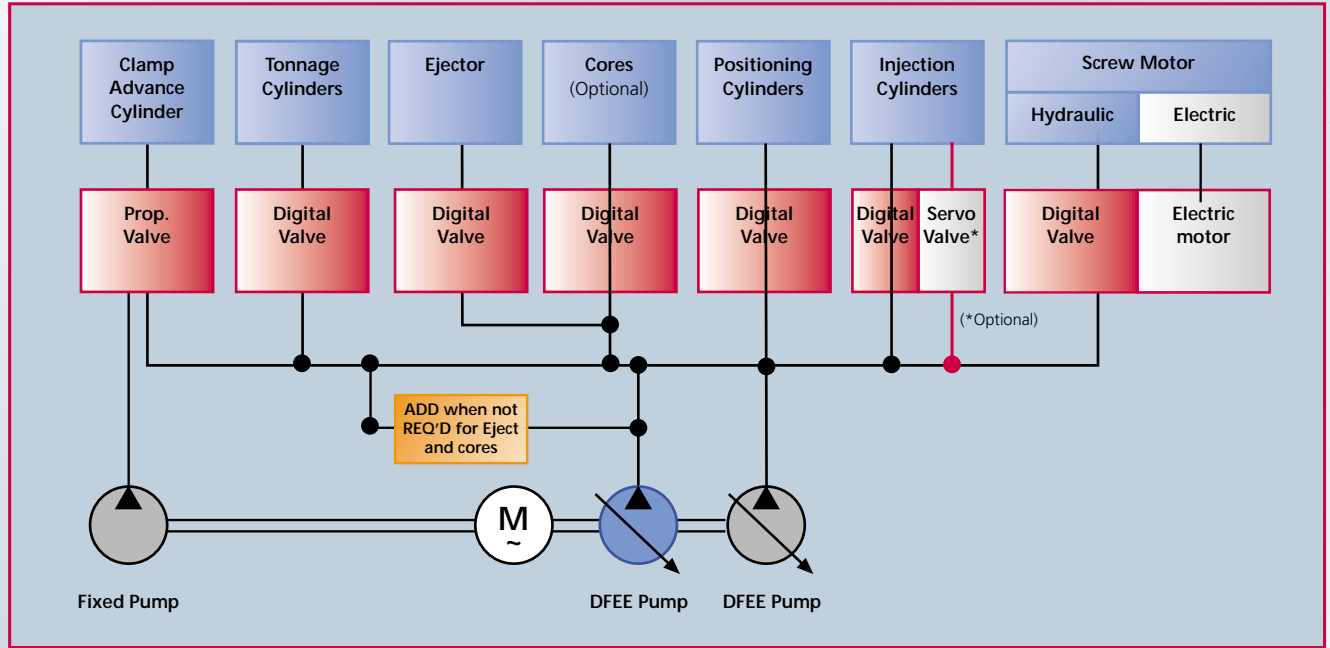 Clamp
Advance
Cylinder
Tonnage
Cylinders
Ejector
Cores
(Optional)
Positioning
Cylinders
Injection
Cylinders
Screw Motor
Hydraulic
Electric
Prop.
Valve
Digital
Valve
Digital
Valve
Digital
Valve
Digital
Valve
Digital
Valve
Servo
Valve*
Digital
Valve
Electric
motor
(*Optional)
ADD when not
REQ'D for Eject
and cores
M
~
Fixed Pump
DFEE Pump
DFEE Pump